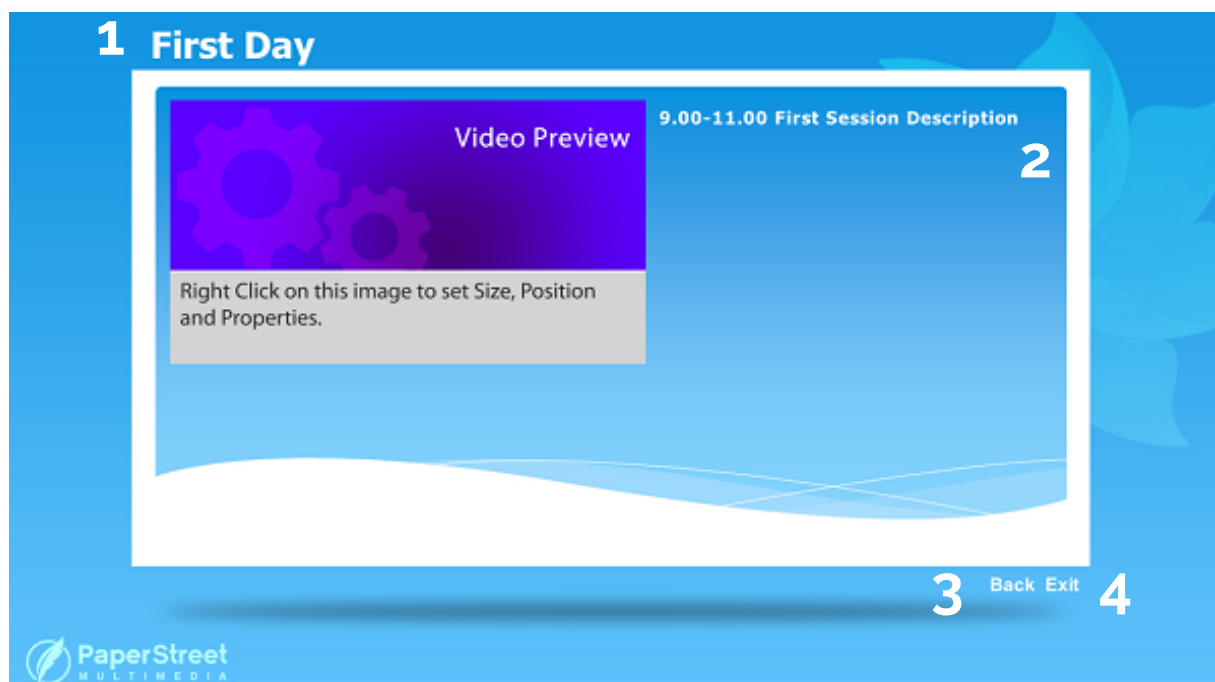 1 First Day
Video Preview
Right Click on this image to set Size, Position
and Properties.
9.00-11.00 First Session Description
2
3 Back Exit 4
PaperStreet
MULTIMEDIA